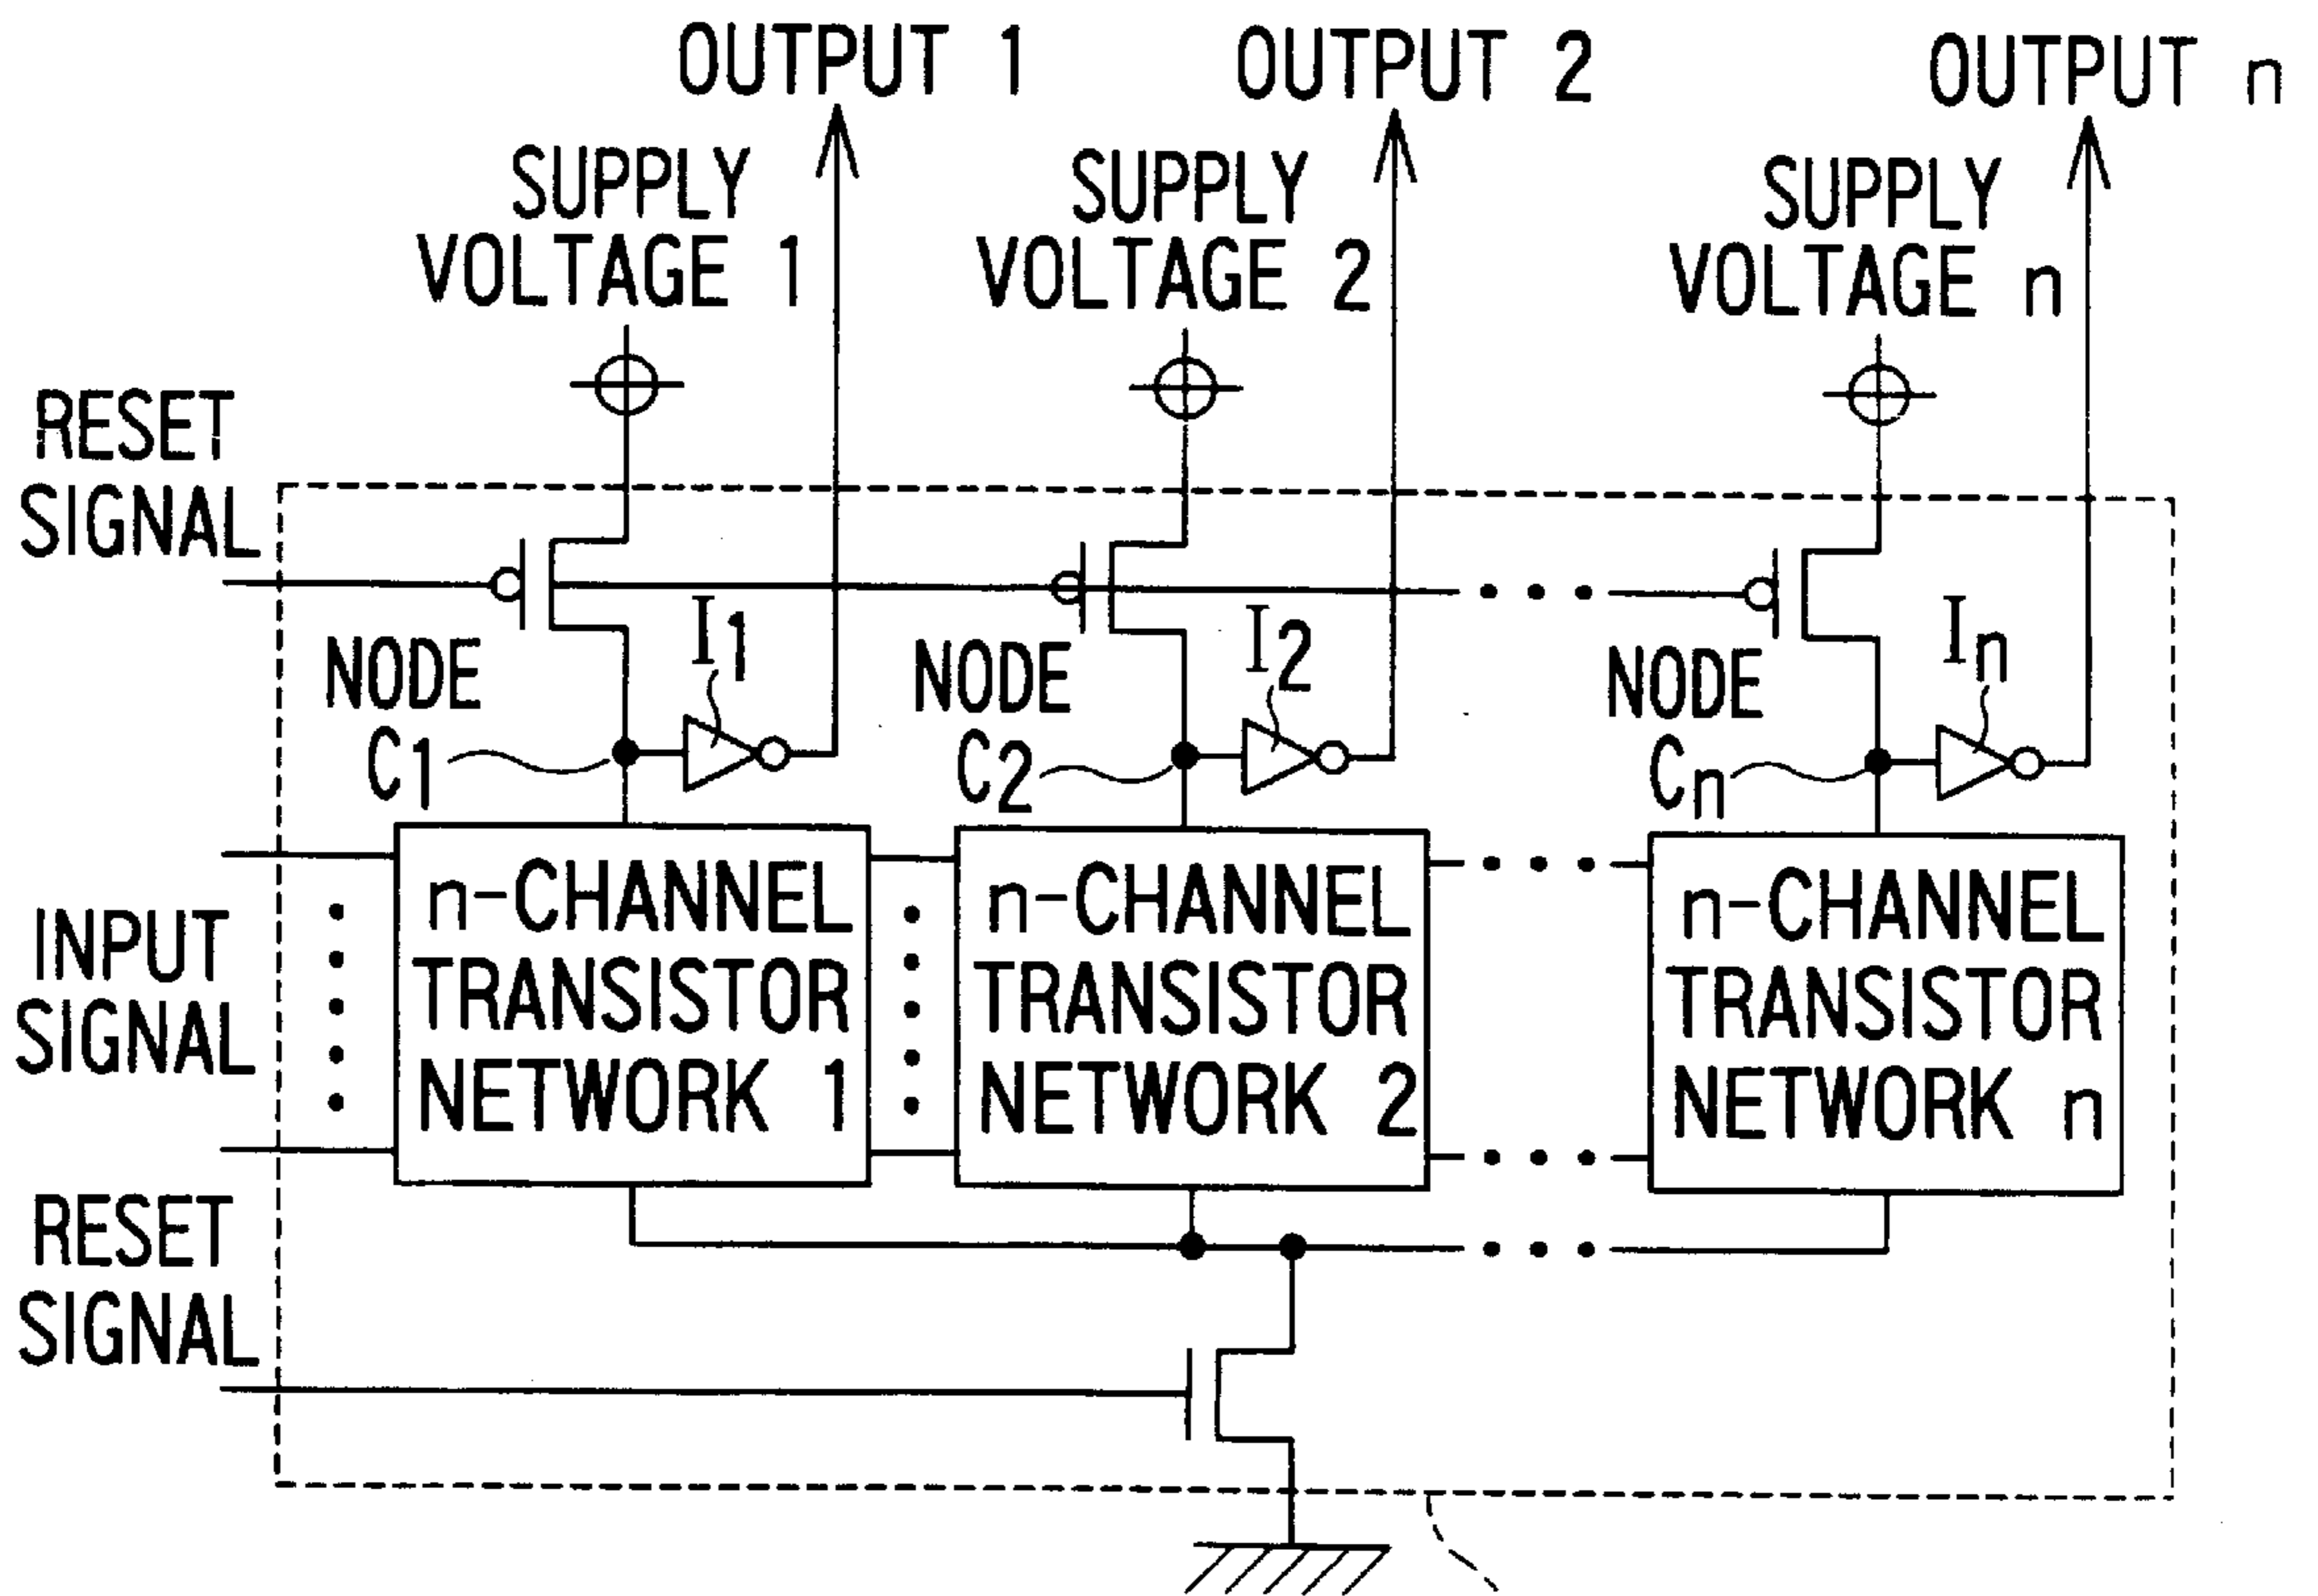 OUTPUT 1
OUTPUT 2
OUTPUT n
SUPPLY
VOLTAGE 1
SUPPLY
VOLTAGE 2
SUPPLY
VOLTAGE n
RESET
SIGNAL
NODE
C1
I1
NODE
C2
I2
NODE
Cn
In
INPUT
SIGNAL
n-CHANNEL
TRANSISTOR
NETWORK 1
n-CHANNEL
TRANSISTOR
NETWORK 2
n-CHANNEL
TRANSISTOR
NETWORK n
RESET
SIGNAL